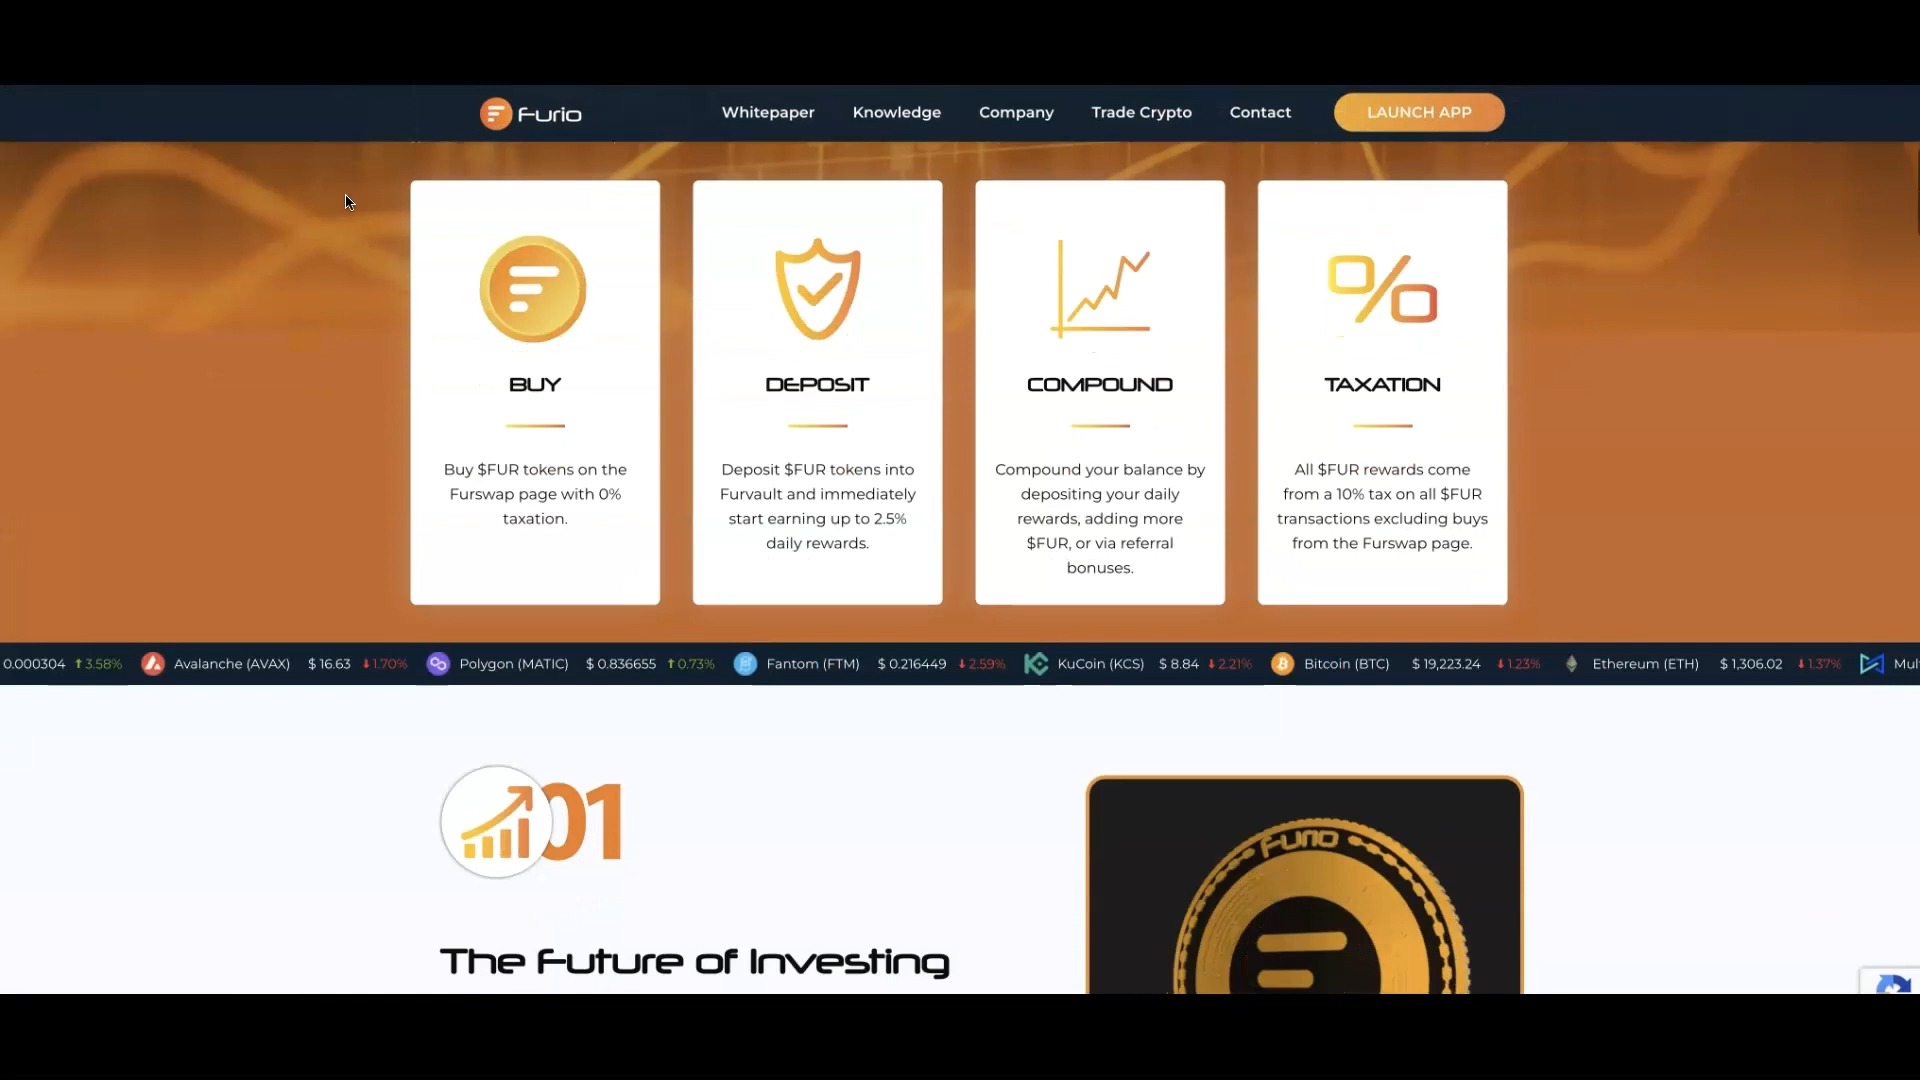 Furio
Whitepaper Knowledge Company Trade Crypto Contact LAUNCH APP
BUY
Buy $FUR tokens on the
Furswap page with 0%
taxation.
DEPOSIT
Deposit $FUR tokens into
Furvault and immediately
start earning up to 2.5%
daily rewards.
COMPOUND
Compound your balance by
depositing your daily
rewards, adding more
$FUR, or via referral
bonuses.
TAXATION
All $FUR rewards come
from a 10% tax on all $FUR
transactions excluding buys
from the Furswap page.
0.000304 3.58% Avalanche (AVAX) $ 16.63 1.70% Polygon (MATIC) $ 0.836655 0.73% Fantom (FTM) $ 0.216449 2.59% KuCoin (KCS) $ 8.84 2.21% Bitcoin (BTC) $ 19,223.24 1.23% Ethereum (ETH) $ 1,306.02 1.37%
01
Furio
The Future of Investing